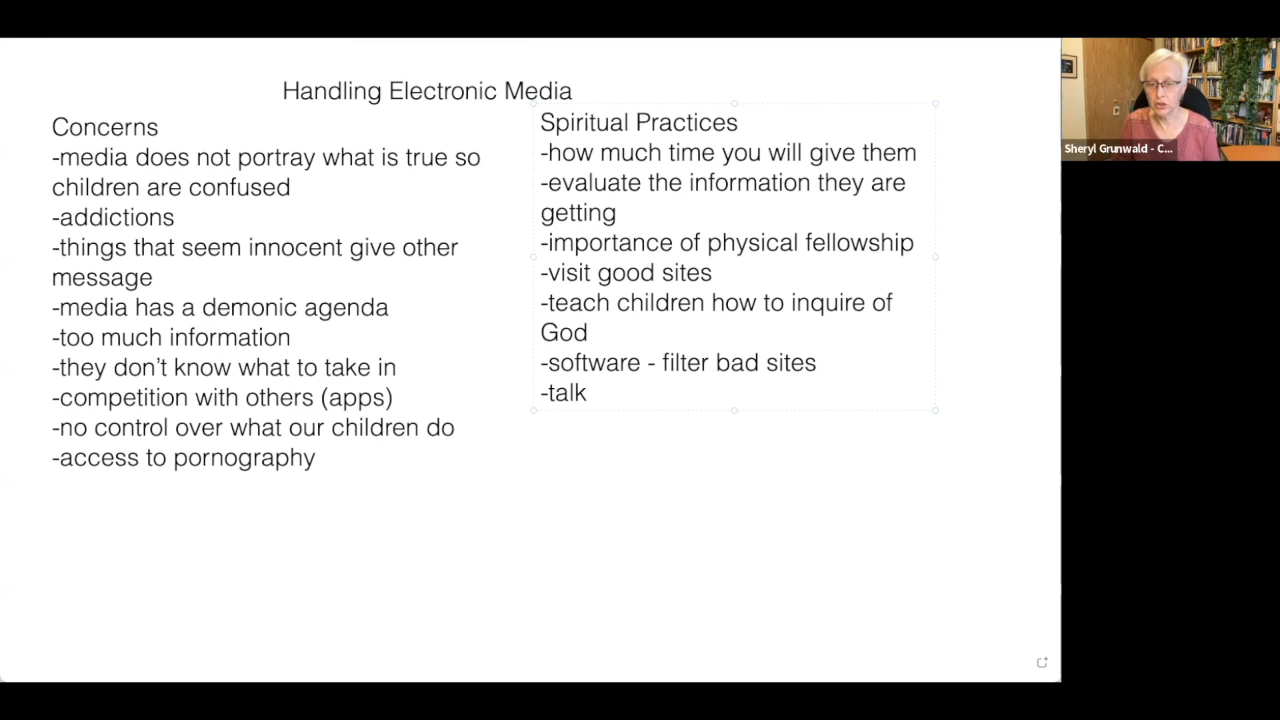 Handling Electronic Media
Concerns
-media does not portray what is true so
children are confused
-addictions
-things that seem innocent give other
message
-media has a demonic agenda
-too much information
-they don’t know what to take in
-competition with others (apps)
-no control over what our children do
-access to pornography
Spiritual Practices
-how much time you will give them
-evaluate the information they are
getting
-importance of physical fellowship
-visit good sites
-teach children how to inquire of
God
-software - filter bad sites
-talk
Sheryl Grunwald - C...